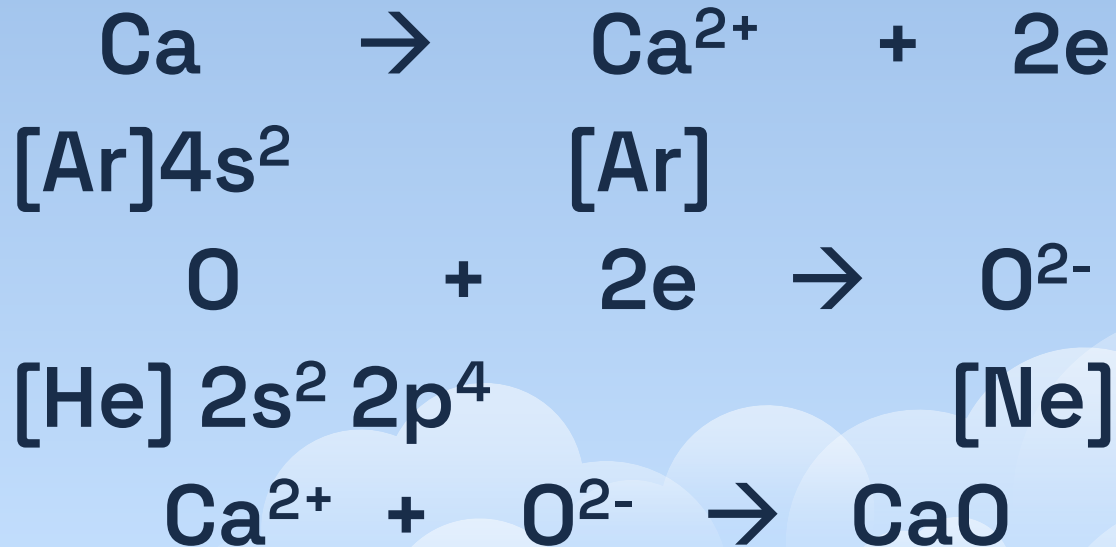 Ca → Ca²⁺ + 2e
[Ar]4s² [Ar]
O + 2e → O²⁻
[He] 2s² 2p⁴ [Ne]
Ca²⁺ + O²⁻ → CaO